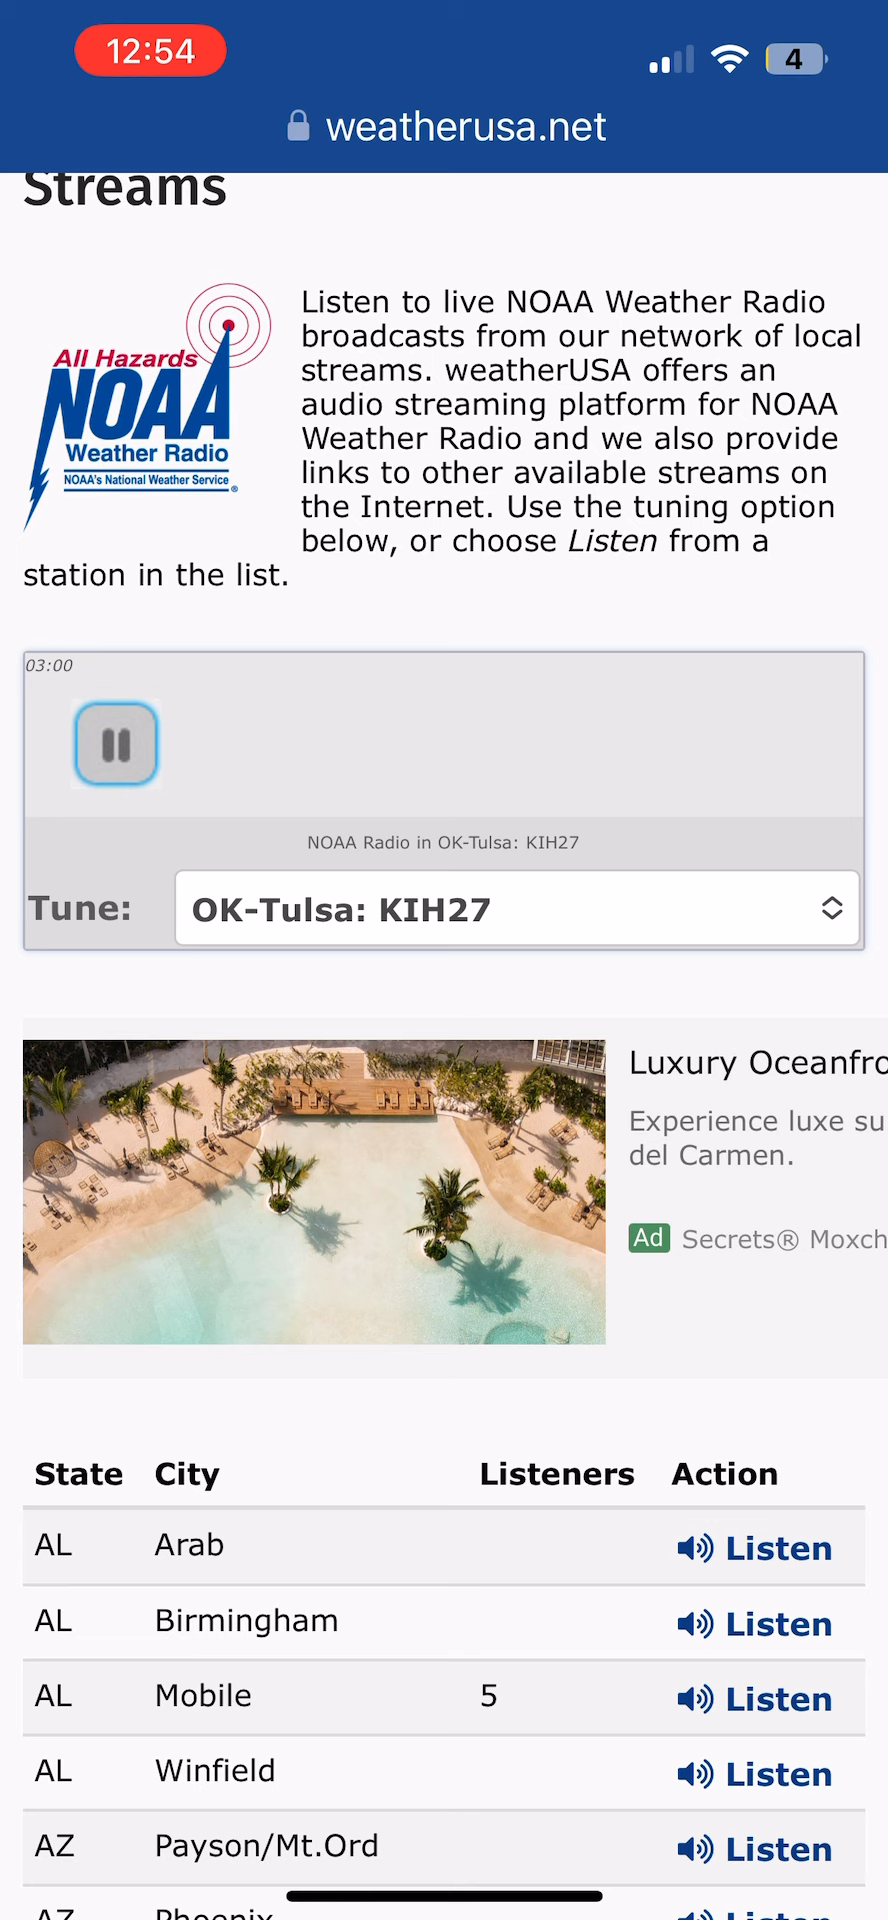 12:54
4
weatherusa.net
Streams
All Hazards
NOAA
Weather Radio
NOAA's National Weather Service
®
Listen to live NOAA Weather Radio
broadcasts from our network of local
streams. weatherUSA offers an
audio streaming platform for NOAA
Weather Radio and we also provide
links to other available streams on
the Internet. Use the tuning option
below, or choose Listen from a
station in the list.
03:00
NOAA Radio in OK-Tulsa: KIH27
Tune: OK-Tulsa: KIH27
Luxury Oceanfro
Experience luxe su
del Carmen.
Ad Secrets® Moxch
State City Listeners Action
AL Arab Listen
AL Birmingham Listen
AL Mobile 5 Listen
AL Winfield Listen
AZ Payson/Mt.Ord Listen
AZ Phoenix Listen